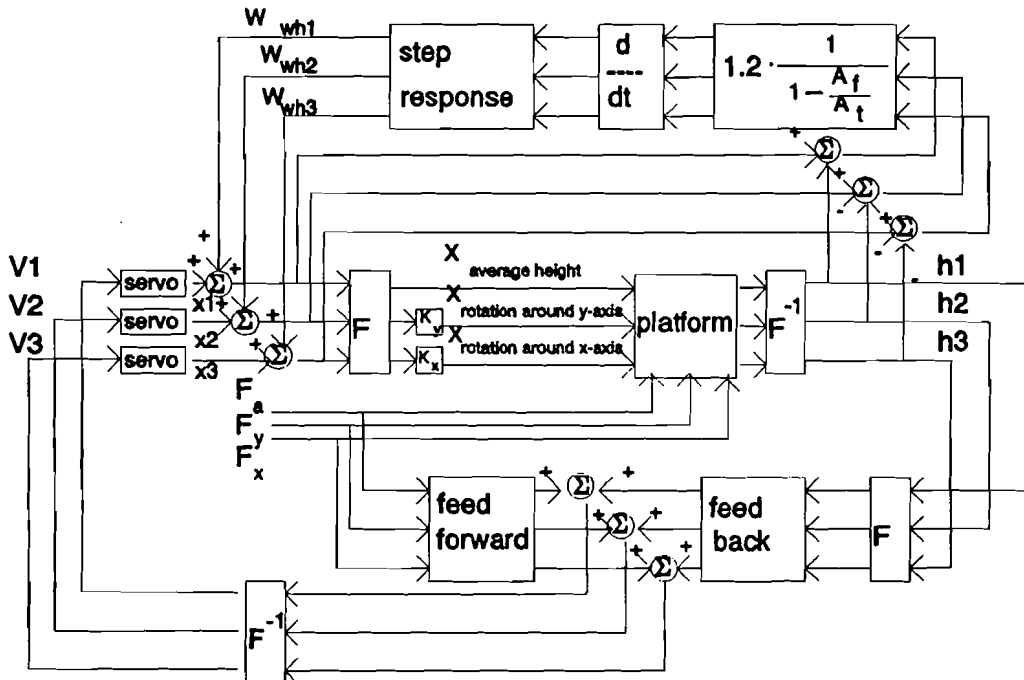 W wh1
W wh2
W wh3
step
response
d
----
dt
1.2 · 1
1 - A f
A t
+
Σ
+
Σ
-
+
Σ
-
-
V1
V2
V3
servo
servo
servo
x1
x2
x3
+
+
Σ
+
+
Σ
+
+
Σ
F
K y
K x
X average height
X rotation around y-axis
X rotation around x-axis
platform
F -1
h1
h2
h3
F a
F y
F x
feed
forward
+
Σ
+
+
Σ
+
+
Σ
+
feed
back
F
F -1